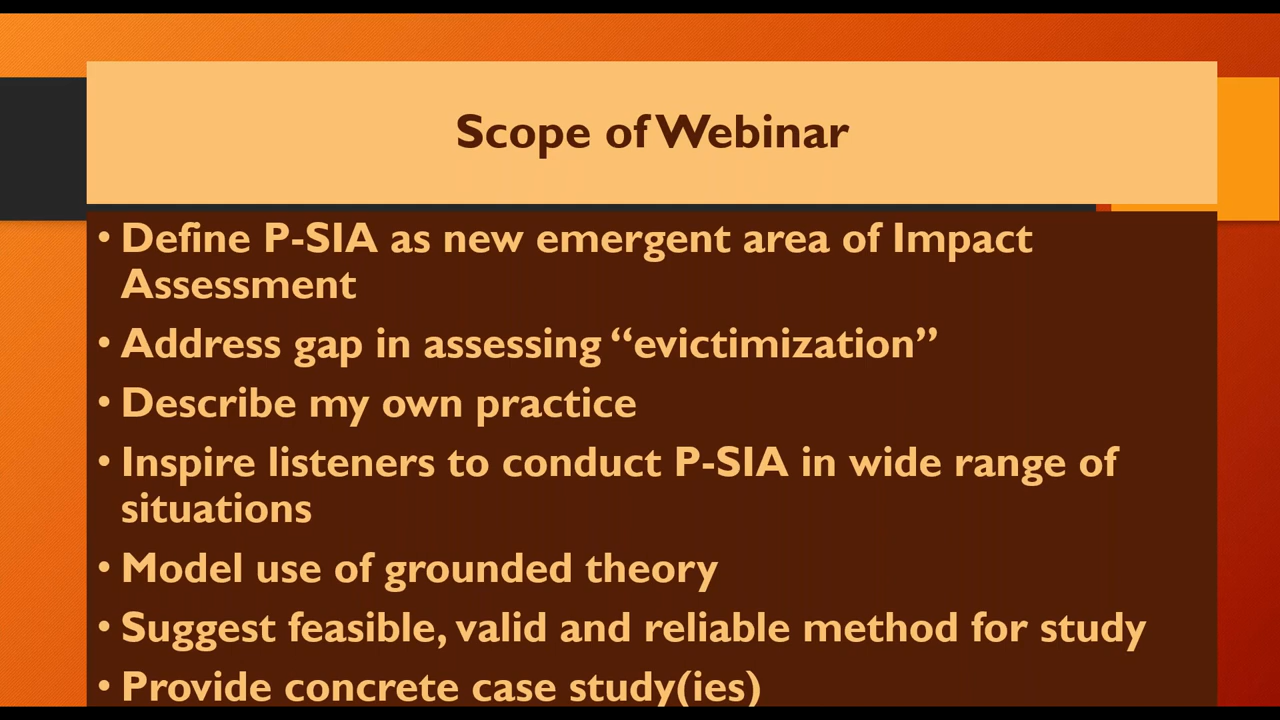 Scope of Webinar
• Define P-SIA as new emergent area of Impact
Assessment
• Address gap in assessing “evictimization”
• Describe my own practice
• Inspire listeners to conduct P-SIA in wide range of
situations
• Model use of grounded theory
• Suggest feasible, valid and reliable method for study
• Provide concrete case study(ies)